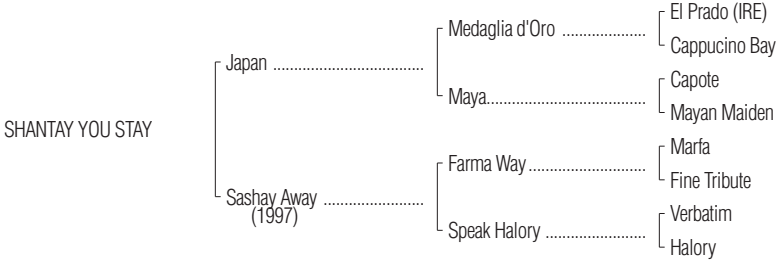 El Prado (IRE)
Medaglia d'Oro ....................
Cappucino Bay
Japan ....................................
Capote
Maya......................................
Mayan Maiden
SHANTAY YOU STAY
Marfa
Farma Way............................
Fine Tribute
Sashay Away ........................
(1997)
Verbatim
Speak Halory ........................
Halory